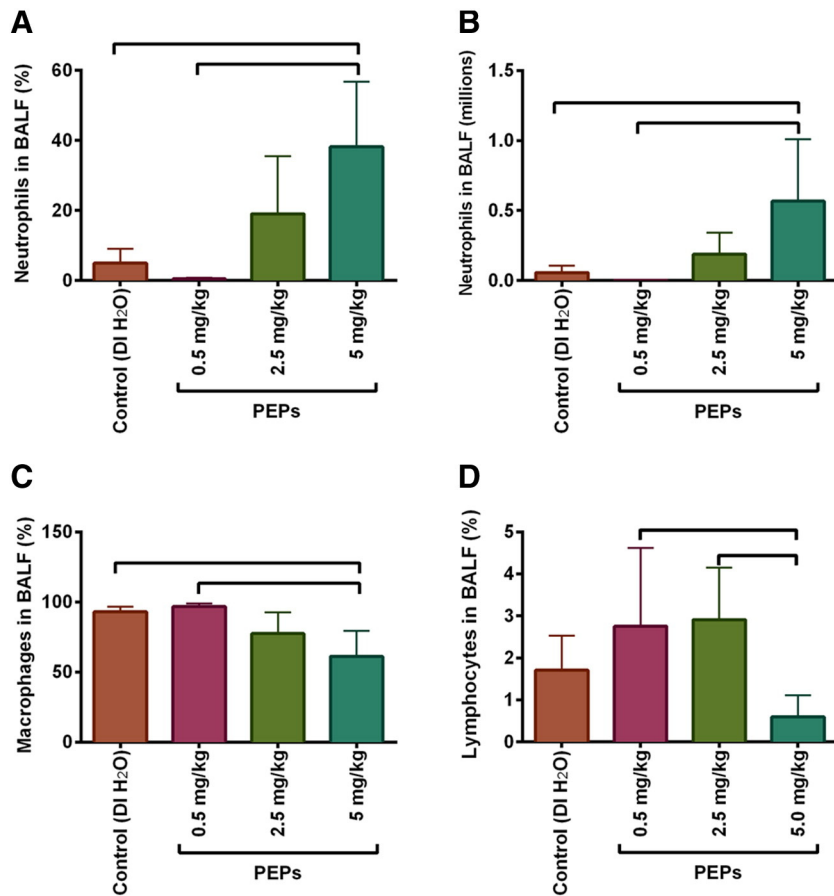 A
Neutrophils in BALF (%)
60
40
20
0
Control (DI H₂O)
0.5 mg/kg
2.5 mg/kg
5 mg/kg
PEPs
B
Neutrophils in BALF (millions)
1.5
1.0
0.5
0.0
Control (DI H₂O)
0.5 mg/kg
2.5 mg/kg
5 mg/kg
PEPs
C
Macrophages in BALF (%)
150
100
50
0
Control (DI H₂O)
0.5 mg/kg
2.5 mg/kg
5 mg/kg
PEPs
D
Lymphocytes in BALF (%)
5
4
3
2
1
0
Control (DI H₂O)
0.5 mg/kg
2.5 mg/kg
5.0 mg/kg
PEPs